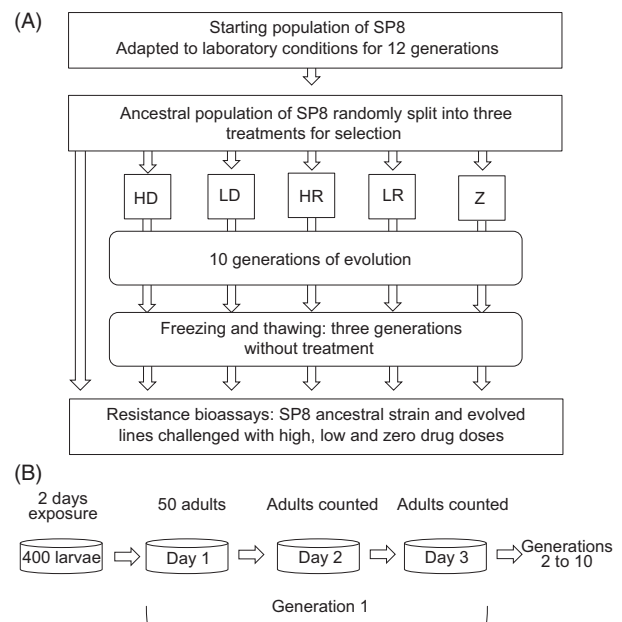 (A)
Starting population of SP8
Adapted to laboratory conditions for 12 generations
Ancestral population of SP8 randomly split into three
treatments for selection
HD
LD
HR
LR
Z
10 generations of evolution
Freezing and thawing: three generations
without treatment
Resistance bioassays: SP8 ancestral strain and evolved
lines challenged with high, low and zero drug doses
(B)
2 days
exposure
50 adults
Adults counted
Adults counted
400 larvae
Day 1
Day 2
Day 3
Generations
2 to 10
Generation 1